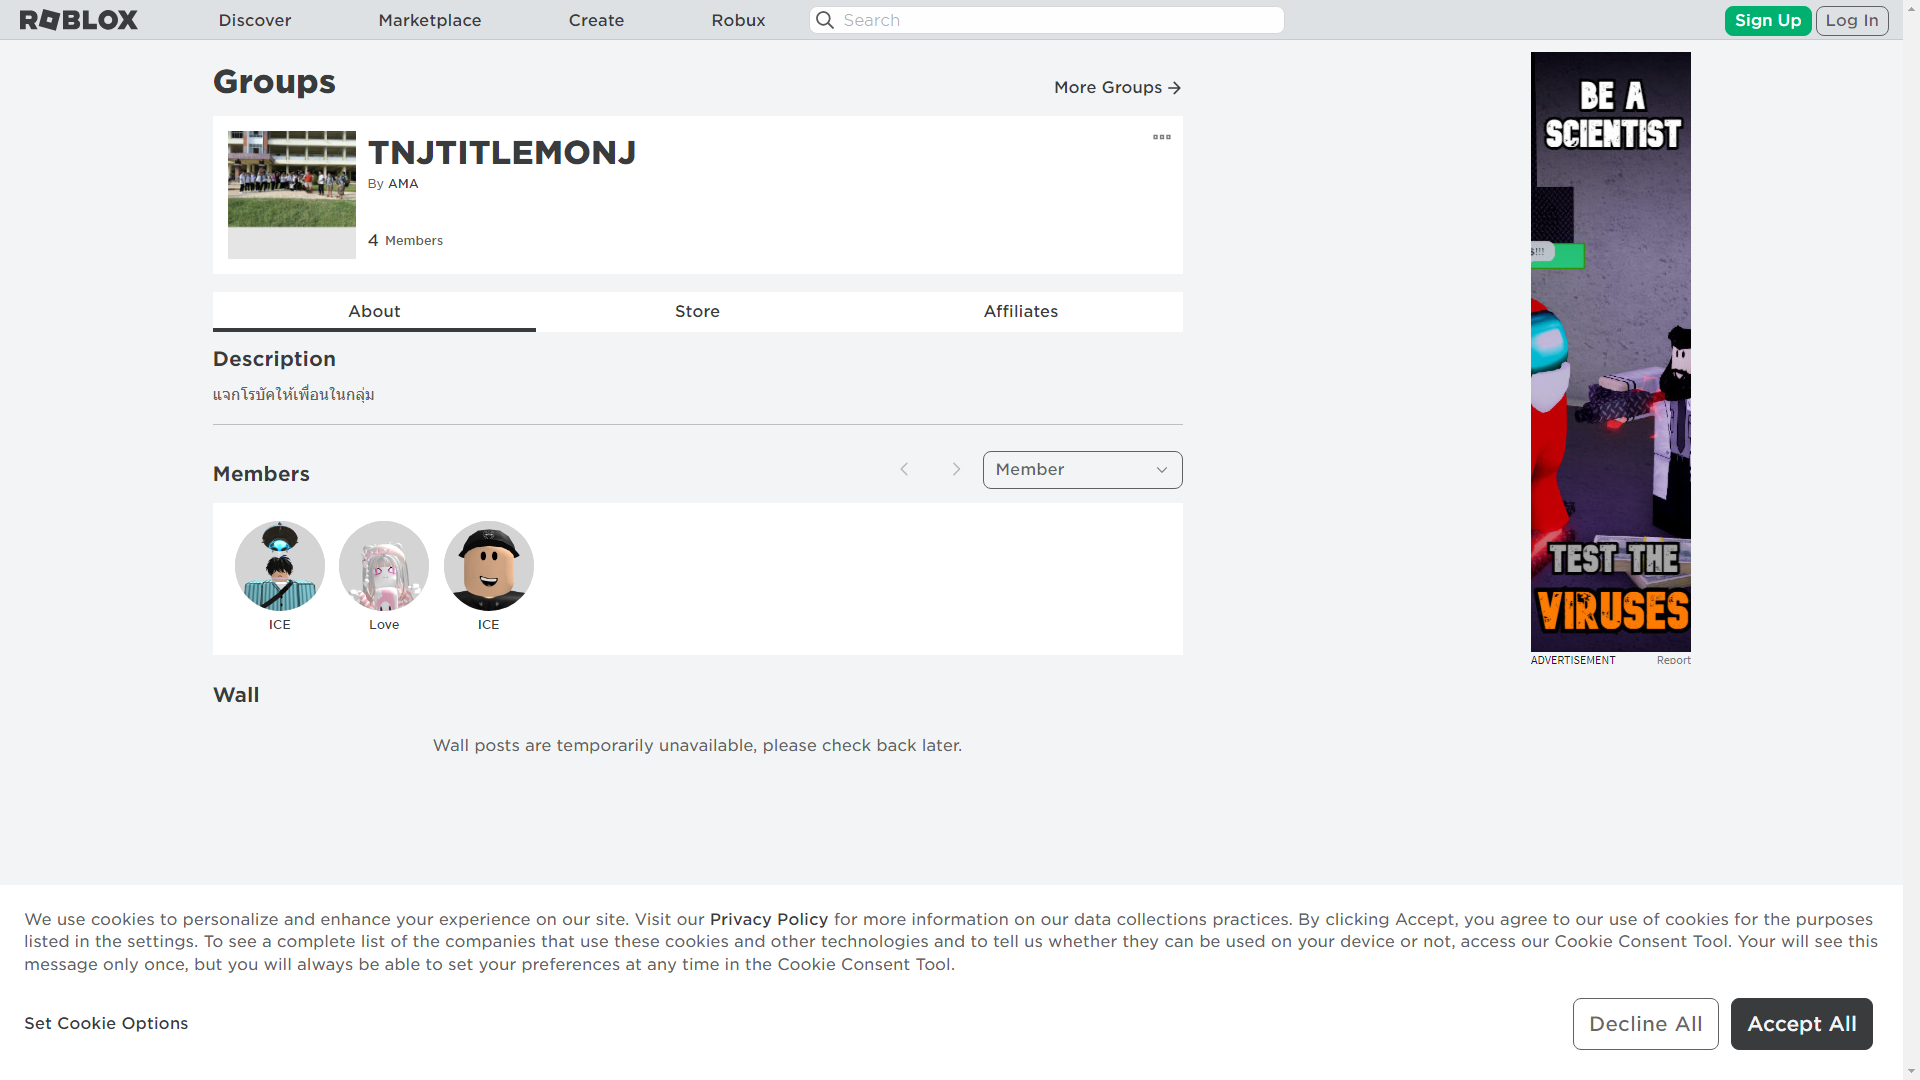 ROBLOX
Discover
Marketplace
Create
Robux
Search
Sign Up
Log In
Groups
More Groups
TNJTITLEMONJ
By AMA
4 Members
About
Store
Affiliates
Description
แจกโรบัคให้เพื่อนในกลุ่ม
Members
Member
ICE
Love
ICE
Wall
Wall posts are temporarily unavailable, please check back later.
BE A
SCIENTIST
TEST THE
VIRUSES
ADVERTISEMENT
Report
We use cookies to personalize and enhance your experience on our site. Visit our Privacy Policy for more information on our data collections practices. By clicking Accept, you agree to our use of cookies for the purposes
listed in the settings. To see a complete list of the companies that use these cookies and other technologies and to tell us whether they can be used on your device or not, access our Cookie Consent Tool. Your will see this
message only once, but you will always be able to set your preferences at any time in the Cookie Consent Tool.
Set Cookie Options
Decline All
Accept All